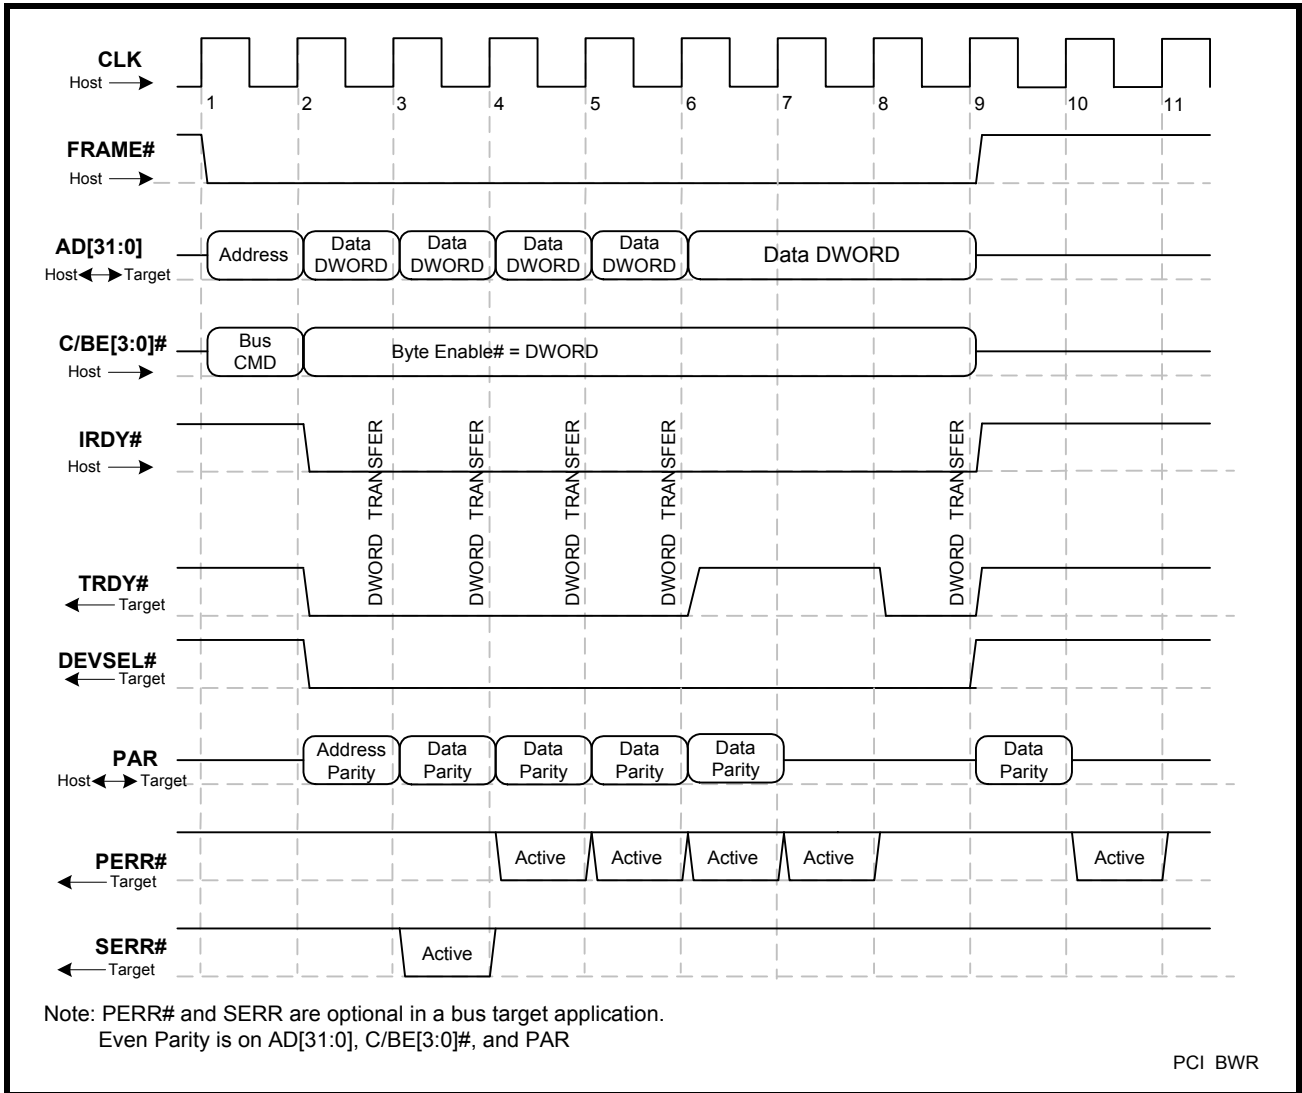 CLK
Host
1 2 3 4 5 6 7 8 9 10 11
FRAME#
Host
AD[31:0]
Host Target
Address
Data
DWORD
Data
DWORD
Data
DWORD
Data
DWORD
Data DWORD
C/BE[3:0]#
Host
Bus
CMD
Byte Enable# = DWORD
IRDY#
Host
DWORD TRANSFER
DWORD TRANSFER
DWORD TRANSFER
DWORD TRANSFER
DWORD TRANSFER
TRDY#
Target
DEVSEL#
Target
PAR
Host Target
Address
Parity
Data
Parity
Data
Parity
Data
Parity
Data
Parity
Data
Parity
PERR#
Target
Active Active Active Active Active
SERR#
Target
Active
Note: PERR# and SERR are optional in a bus target application.
Even Parity is on AD[31:0], C/BE[3:0]#, and PAR
PCI BWR